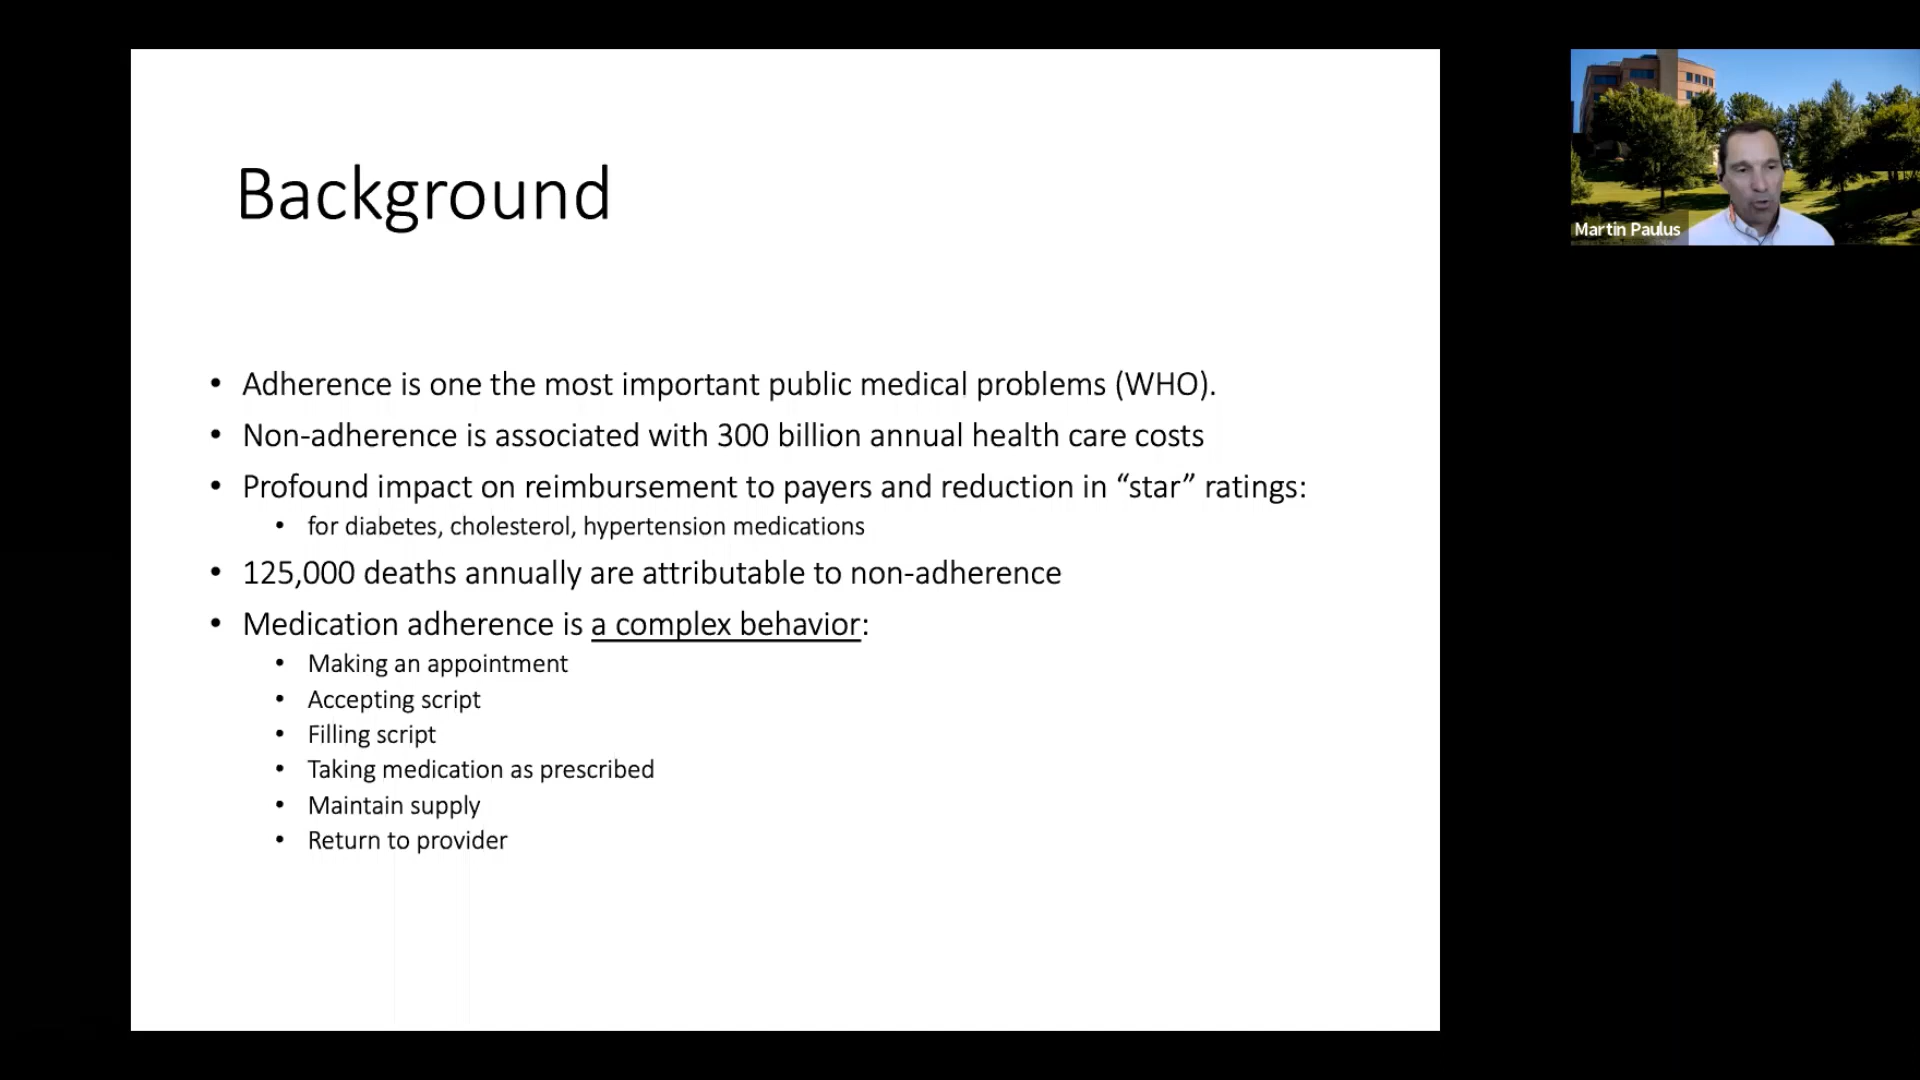 Background
• Adherence is one the most important public medical problems (WHO).
• Non-adherence is associated with 300 billion annual health care costs
• Profound impact on reimbursement to payers and reduction in “star” ratings:
• for diabetes, cholesterol, hypertension medications
• 125,000 deaths annually are attributable to non-adherence
• Medication adherence is a complex behavior:
• Making an appointment
• Accepting script
• Filling script
• Taking medication as prescribed
• Maintain supply
• Return to provider
Martin Paulus